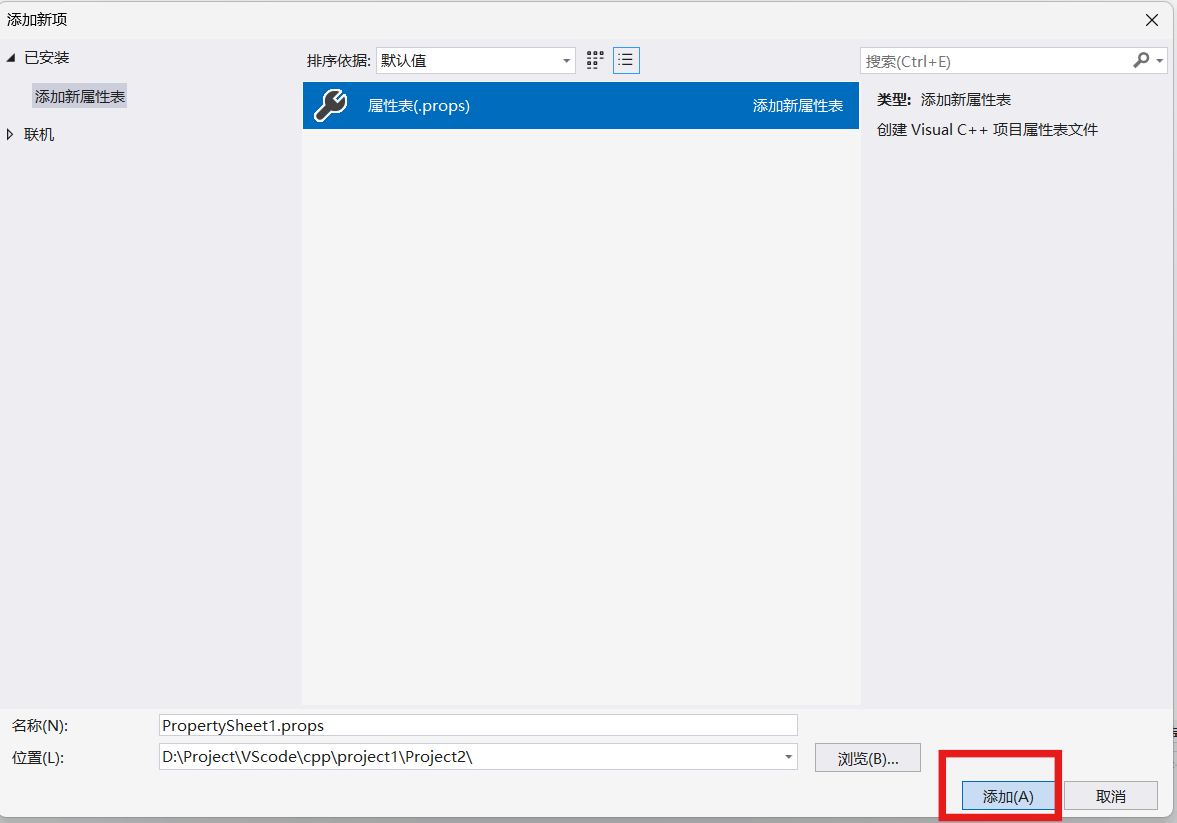 添加新项
已安装
添加新属性表
联机
排序依据: 默认值
搜索(Ctrl+E)
属性表(.props) 添加新属性表
类型: 添加新属性表
创建 Visual C++ 项目属性表文件
名称(N): PropertySheet1.props
位置(L): D:\Project\VScode\cpp\project1\Project2\
浏览(B)...
添加(A) 取消